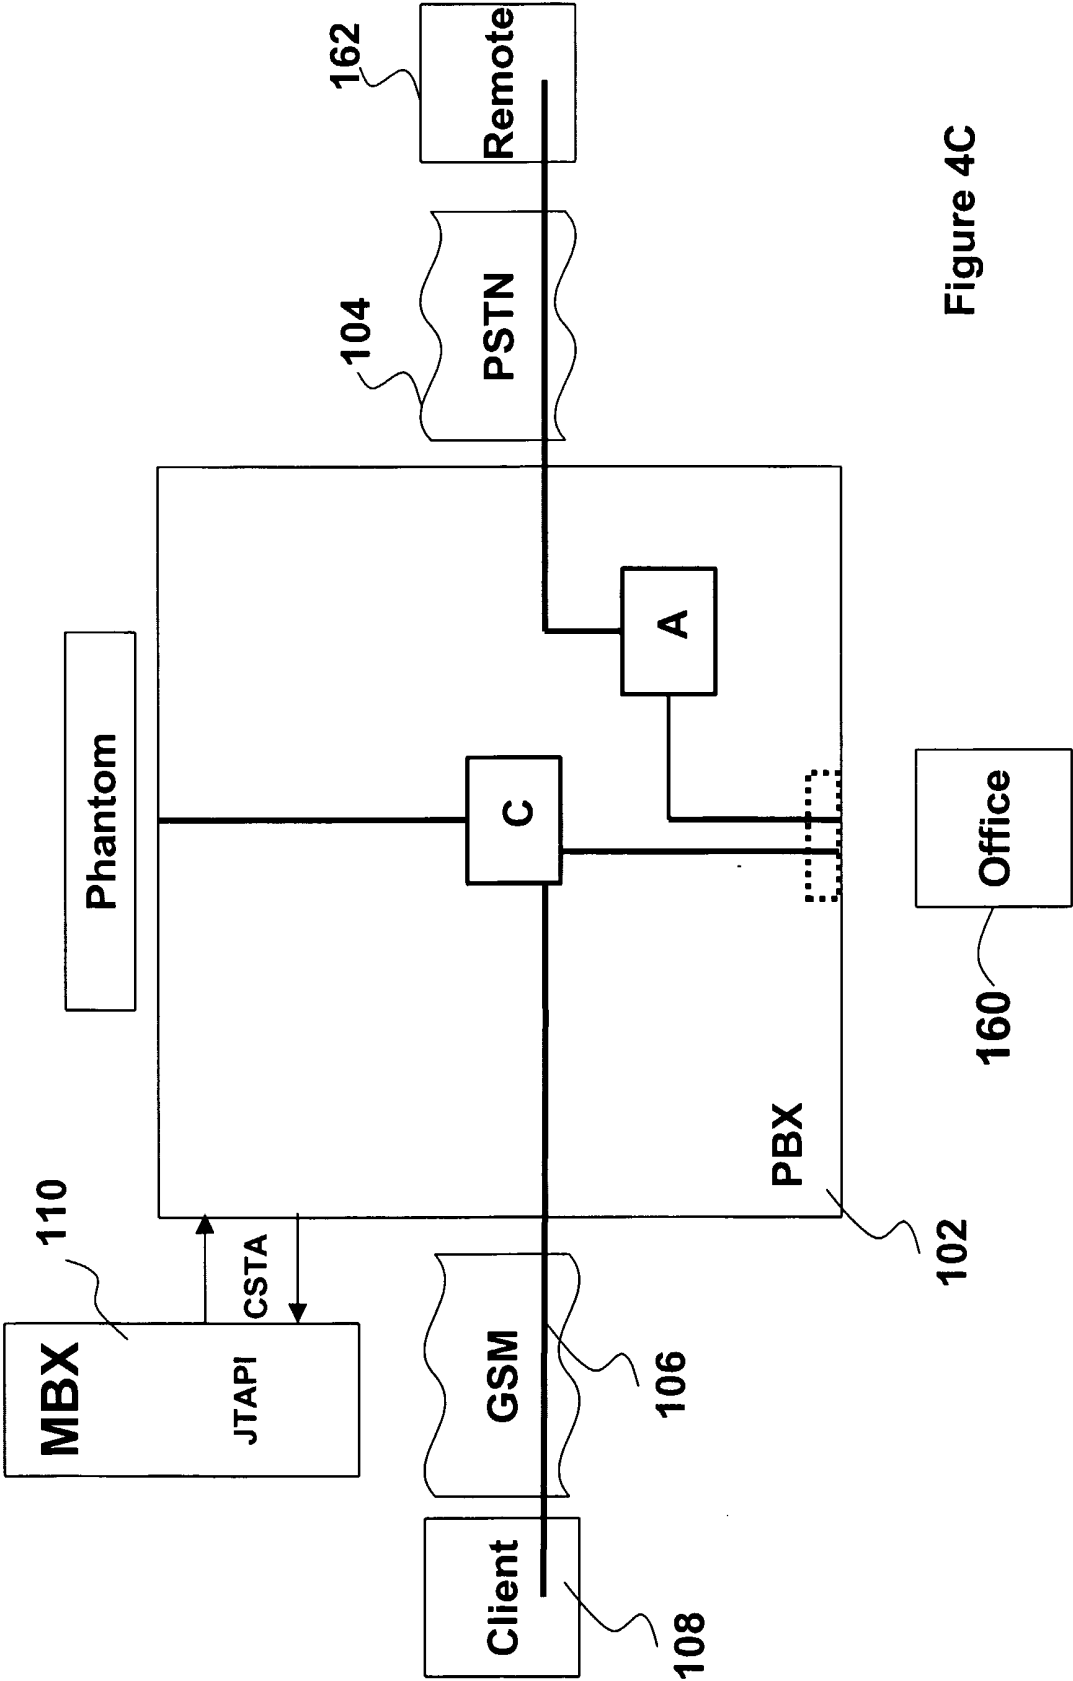 Phantom
MBX
110
JTAPI
CSTA
162
104
Client
GSM
C
PSTN
Remote
108
106
A
PBX
102
160
Office
Figure 4C